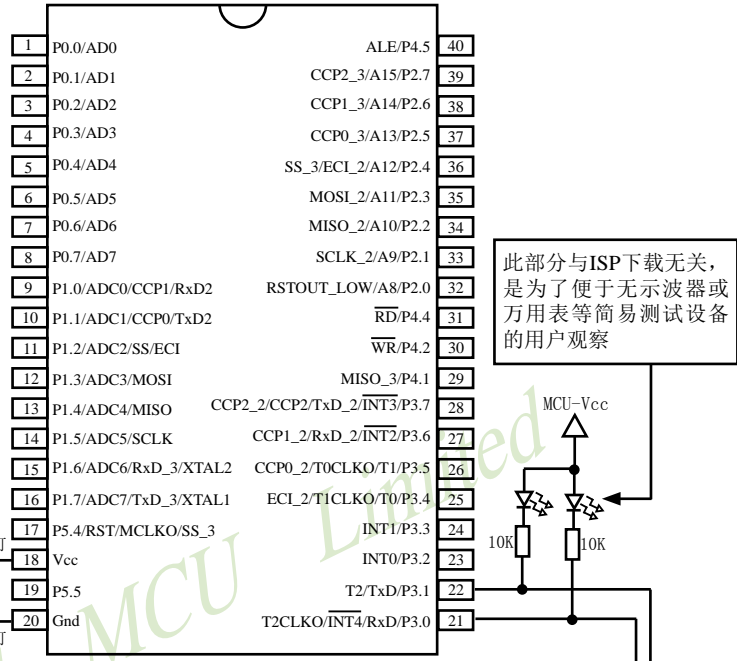 1 P0.0/AD0 ALE/P4.5 40
2 P0.1/AD1 CCP2_3/A15/P2.7 39
3 P0.2/AD2 CCP1_3/A14/P2.6 38
4 P0.3/AD3 CCP0_3/A13/P2.5 37
5 P0.4/AD4 SS_3/ECI_2/A12/P2.4 36
6 P0.5/AD5 MOSI_2/A11/P2.3 35
7 P0.6/AD6 MISO_2/A10/P2.2 34
8 P0.7/AD7 SCLK_2/A9/P2.1 33
9 P1.0/ADC0/CCP1/RxD2 RSTOUT_LOW/A8/P2.0 32
10 P1.1/ADC1/CCP0/TxD2 RD/P4.4 31
11 P1.2/ADC2/SS/ECI WR/P4.2 30
12 P1.3/ADC3/MOSI MISO_3/P4.1 29
13 P1.4/ADC4/MISO CCP2_2/CCP2/TxD_2/INT3/P3.7 28
14 P1.5/ADC5/SCLK CCP1_2/RxD_2/INT2/P3.6 27
15 P1.6/ADC6/RxD_3/XTAL2 CCP0_2/T0CLKO/T1/P3.5 26
16 P1.7/ADC7/TxD_3/XTAL1 ECI_2/T1CLKO/T0/P3.4 25
17 P5.4/RST/MCLKO/SS_3 INT1/P3.3 24
18 Vcc INT0/P3.2 23
19 P5.5 T2/TxD/P3.1 22
20 Gnd T2CLKO/INT4/RxD/P3.0 21
此部分与ISP下载无关，
是为了便于无示波器或
万用表等简易测试设备
的用户观察
MCU-Vcc
10K 10K
MCU Limited